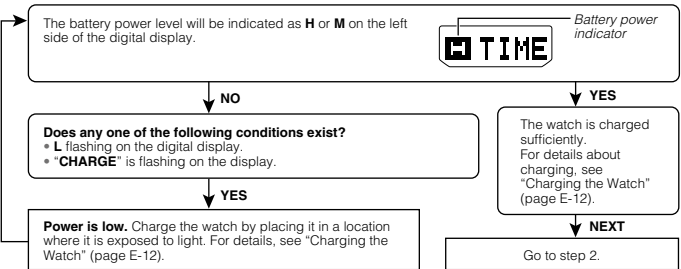 The battery power level will be indicated as H or M on the left
side of the digital display.
Battery power
indicator
H TIME
NO
YES
Does any one of the following conditions exist?
• L flashing on the digital display.
• “CHARGE” is flashing on the display.
The watch is charged
sufficiently.
For details about
charging, see
“Charging the Watch”
(page E-12).
YES
NEXT
Power is low. Charge the watch by placing it in a location
where it is exposed to light. For details, see “Charging the
Watch” (page E-12).
Go to step 2.